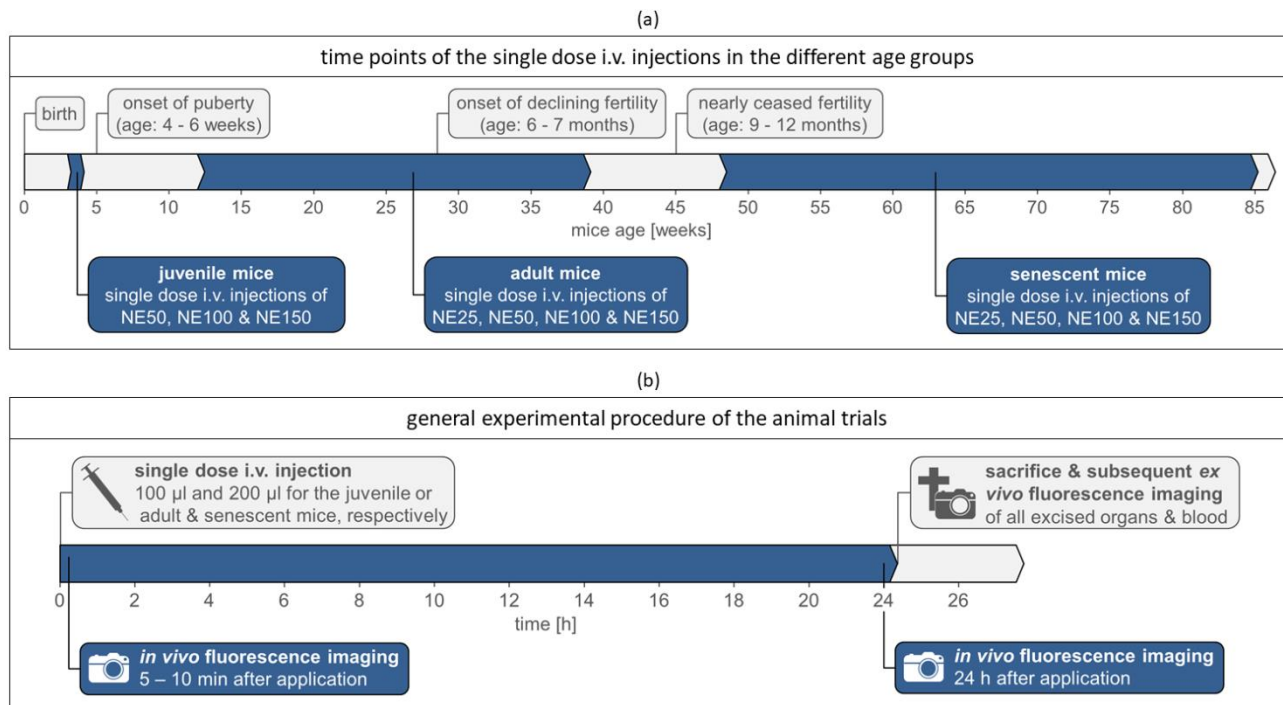 (a)
time points of the single dose i.v. injections in the different age groups
birth
onset of puberty
(age: 4 - 6 weeks)
onset of declining fertility
(age: 6 - 7 months)
nearly ceased fertility
(age: 9 - 12 months)
0 5 10 15 20 25 30 35 40 45 50 55 60 65 70 75 80 85
mice age [weeks]
juvenile mice
single dose i.v. injections of
NE50, NE100 & NE150
adult mice
single dose i.v. injections of
NE25, NE50, NE100 & NE150
senescent mice
single dose i.v. injections of
NE25, NE50, NE100 & NE150
(b)
general experimental procedure of the animal trials
single dose i.v. injection
100 µl and 200 µl for the juvenile or
adult & senescent mice, respectively
sacrifice & subsequent ex
vivo fluorescence imaging
of all excised organs & blood
0 2 4 6 8 10 12 14 16 18 20 22 24 26
time [h]
in vivo fluorescence imaging
5 – 10 min after application
in vivo fluorescence imaging
24 h after application